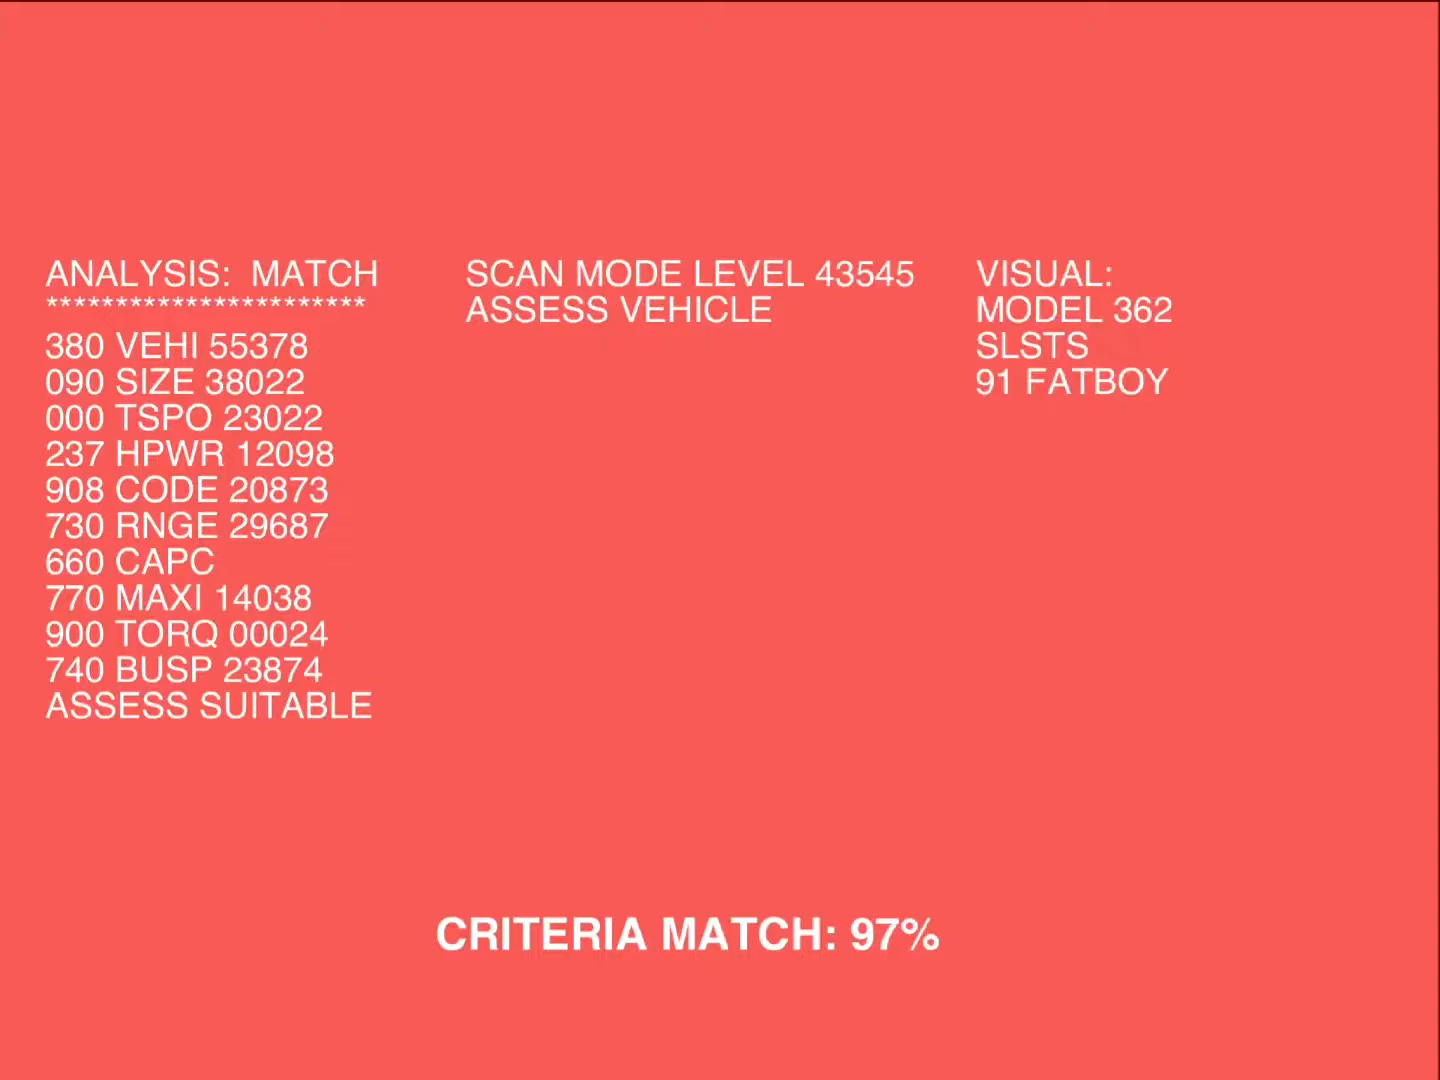 ANALYSIS:  MATCH
***********************
380 VEHI 55378
090 SIZE 38022
000 TSPO 23022
237 HPWR 12098
908 CODE 20873
730 RNGE 29687
660 CAPC
770 MAXI 14038
900 TORQ 00024
740 BUSP 23874
ASSESS SUITABLE
SCAN MODE LEVEL 43545
ASSESS VEHICLE
VISUAL:
MODEL 362
SLSTS
91 FATBOY
CRITERIA MATCH: 97%